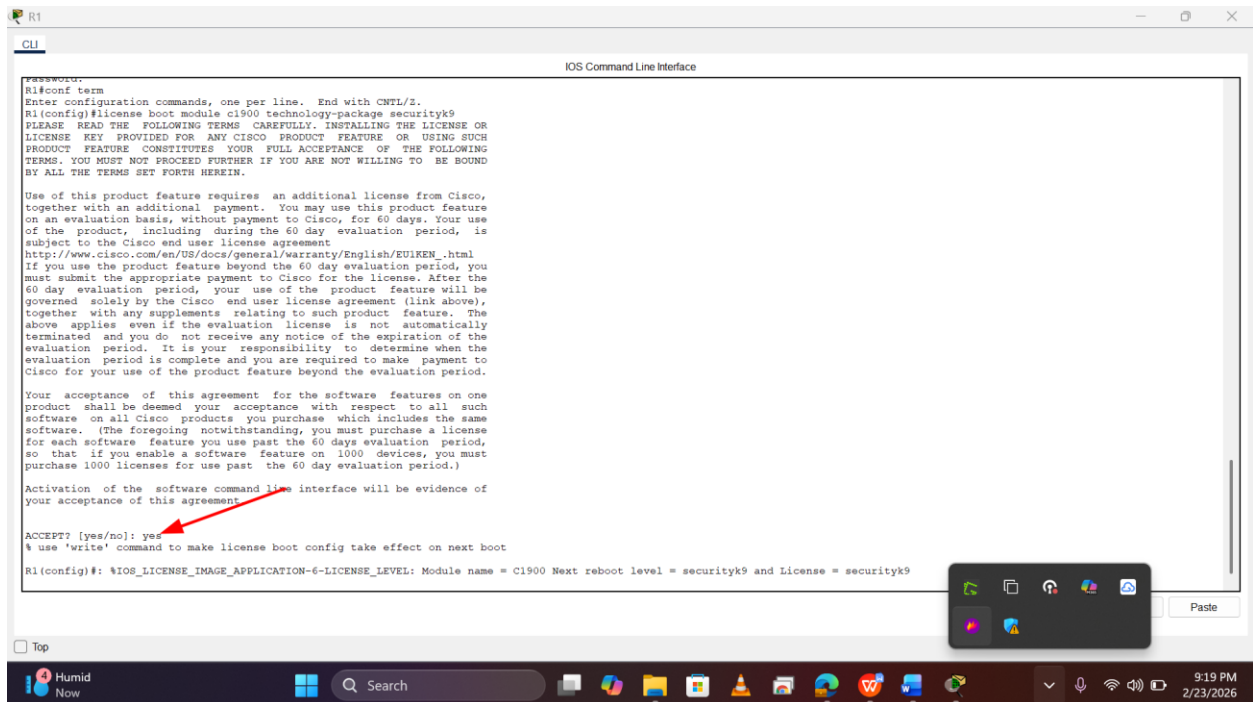 R1
CLI
IOS Command Line Interface
Password:
R1#conf term
Enter configuration commands, one per line. End with CNTL/Z.
R1(config)#license boot module c1900 technology-package securityk9
PLEASE READ THE FOLLOWING TERMS CAREFULLY. INSTALLING THE LICENSE OR
LICENSE KEY PROVIDED FOR ANY CISCO PRODUCT FEATURE OR USING SUCH
PRODUCT FEATURE CONSTITUTES YOUR FULL ACCEPTANCE OF THE FOLLOWING
TERMS. YOU MUST NOT PROCEED FURTHER IF YOU ARE NOT WILLING TO BE BOUND
BY ALL THE TERMS SET FORTH HEREIN.
Use of this product feature requires an additional license from Cisco,
together with an additional payment. You may use this product feature
on an evaluation basis, without payment to Cisco, for 60 days. Your use
of the product, including during the 60 day evaluation period, is
subject to the Cisco end user license agreement
http://www.cisco.com/en/US/docs/general/warranty/English/EU1KEN_.html
If you use the product feature beyond the 60 day evaluation period, you
must submit the appropriate payment to Cisco for the license. After the
60 day evaluation period, your use of the product feature will be
governed solely by the Cisco end user license agreement (link above),
together with any supplements relating to such product feature. The
above applies even if the evaluation license is not automatically
terminated and you do not receive any notice of the expiration of the
evaluation period. It is your responsibility to determine when the
evaluation period is complete and you are required to make payment to
Cisco for your use of the product feature beyond the evaluation period.
Your acceptance of this agreement for the software features on one
product shall be deemed your acceptance with respect to all such
software on all Cisco products you purchase which includes the same
software. (The foregoing notwithstanding, you must purchase a license
for each software feature you use past the 60 days evaluation period,
so that if you enable a software feature on 1000 devices, you must
purchase 1000 licenses for use past the 60 day evaluation period.)
Activation of the software command line interface will be evidence of
your acceptance of this agreement.
ACCEPT? [yes/no]: yes
% use 'write' command to make license boot config take effect on next boot
R1(config)#: %IOS_LICENSE_IMAGE_APPLICATION-6-LICENSE_LEVEL: Module name = C1900 Next reboot level = securityk9 and License = securityk9
Paste
Top
4
Humid
Now
Search
9:19 PM
2/23/2026